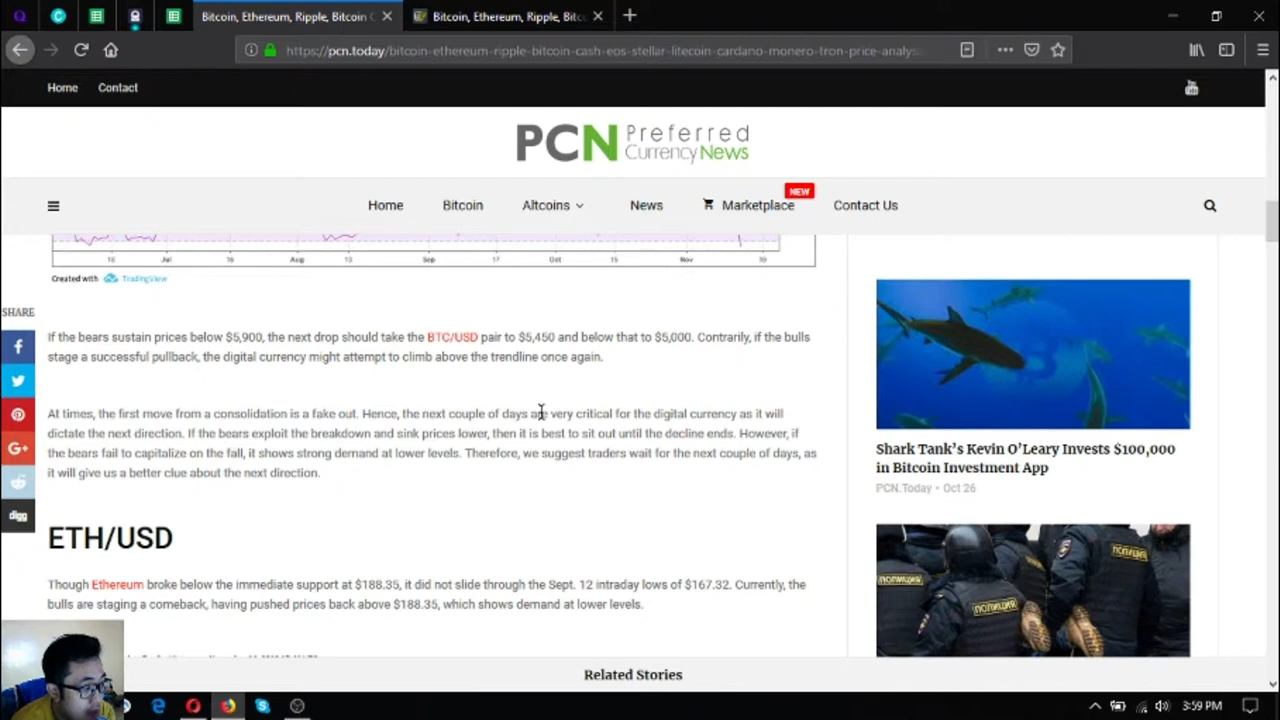 Bitcoin, Ethereum, Ripple, Bitcoin C
Bitcoin, Ethereum, Ripple, Bitc
https://pcn.today/bitcoin-ethereum-ripple-bitcoin-cash-eos-stellar-litecoin-cardano-monero-tron-price-analys
Home Contact
PCN Preferred
Currency News
NEW
Home Bitcoin Altcoins News Marketplace Contact Us
Jul 16 Aug 13 Sep 17 Oct 15 Nov 19
Created with TradingView
SHARE
If the bears sustain prices below $5,900, the next drop should take the BTC/USD pair to $5,450 and below that to $5,000. Contrarily, if the bulls
stage a successful pullback, the digital currency might attempt to climb above the trendline once again.
At times, the first move from a consolidation is a fake out. Hence, the next couple of days are very critical for the digital currency as it will
dictate the next direction. If the bears exploit the breakdown and sink prices lower, then it is best to sit out until the decline ends. However, if
the bears fail to capitalize on the fall, it shows strong demand at lower levels. Therefore, we suggest traders wait for the next couple of days, as
it will give us a better clue about the next direction.
digg
ETH/USD
Though Ethereum broke below the immediate support at $188.35, it did not slide through the Sept. 12 intraday lows of $167.32. Currently, the
bulls are staging a comeback, having pushed prices back above $188.35, which shows demand at lower levels.
Shark Tank's Kevin O'Leary Invests $100,000
in Bitcoin Investment App
PCN.Today • Oct 26
ПОЛИЦИЯ
ПОЛИЦИЯ
ПОЛИЦИЯ
Related Stories
3:59 PM